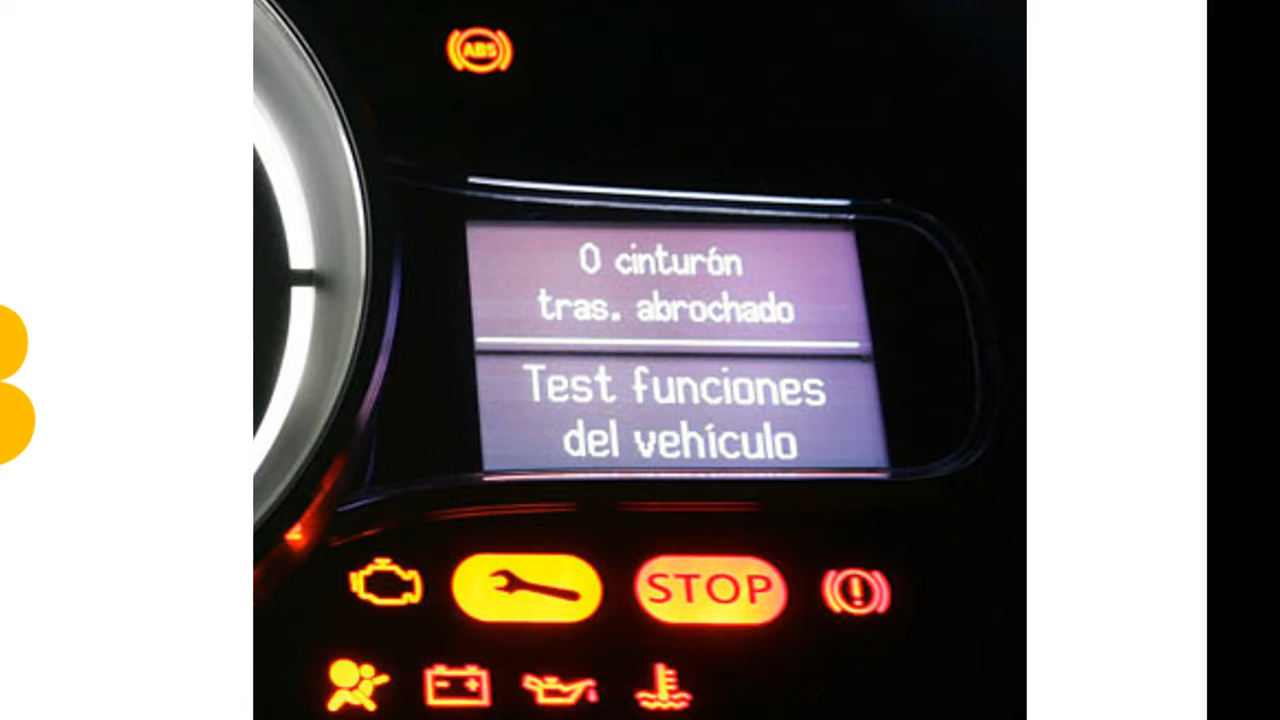 ABS
0 cinturón
tras. abrochado
Test funciones
del vehículo
STOP